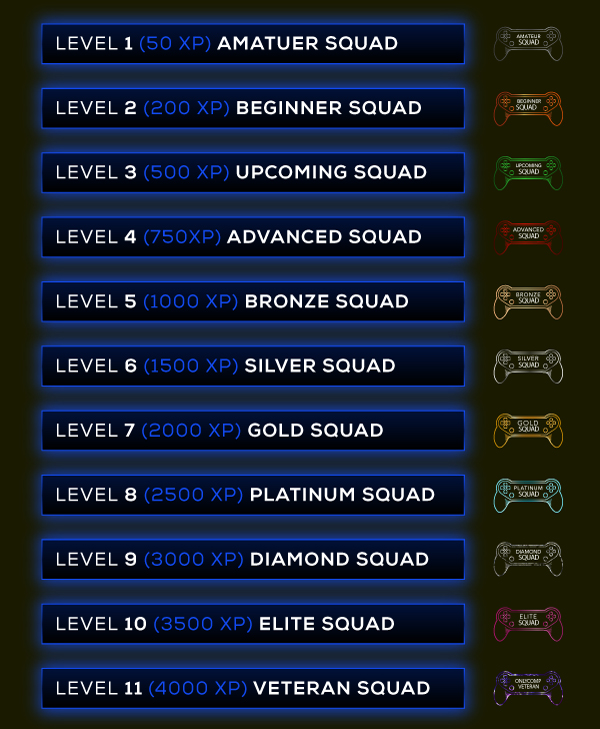 LEVEL 1 (50 XP) AMATUER SQUAD
AMATEUR
SQUAD
LEVEL 2 (200 XP) BEGINNER SQUAD
BEGINNER
SQUAD
LEVEL 3 (500 XP) UPCOMING SQUAD
UPCOMING
SQUAD
LEVEL 4 (750XP) ADVANCED SQUAD
ADVANCED
SQUAD
LEVEL 5 (1000 XP) BRONZE SQUAD
BRONZE
SQUAD
LEVEL 6 (1500 XP) SILVER SQUAD
SILVER
SQUAD
LEVEL 7 (2000 XP) GOLD SQUAD
GOLD
SQUAD
LEVEL 8 (2500 XP) PLATINUM SQUAD
PLATINUM
SQUAD
LEVEL 9 (3000 XP) DIAMOND SQUAD
DIAMOND
SQUAD
LEVEL 10 (3500 XP) ELITE SQUAD
ELITE
SQUAD
LEVEL 11 (4000 XP) VETERAN SQUAD
ONLYCOMP
VETERAN